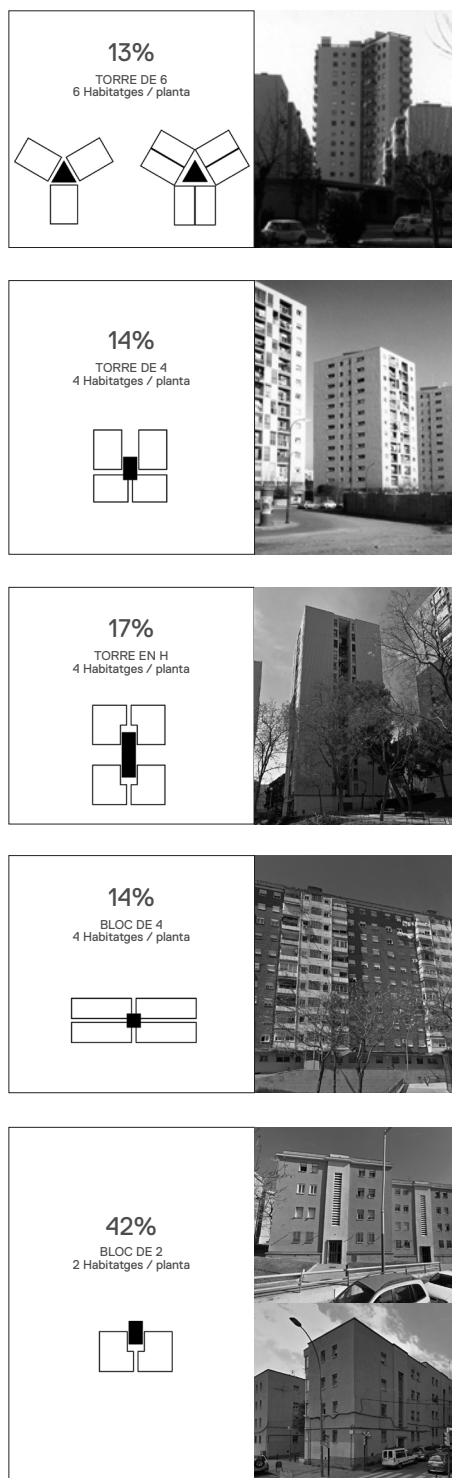 13%
TORRE DE 6
6 Habitatges / planta
14%
TORRE DE 4
4 Habitatges / planta
17%
TORRE EN H
4 Habitatges / planta
14%
BLOC DE 4
4 Habitatges / planta
42%
BLOC DE 2
2 Habitatges / planta